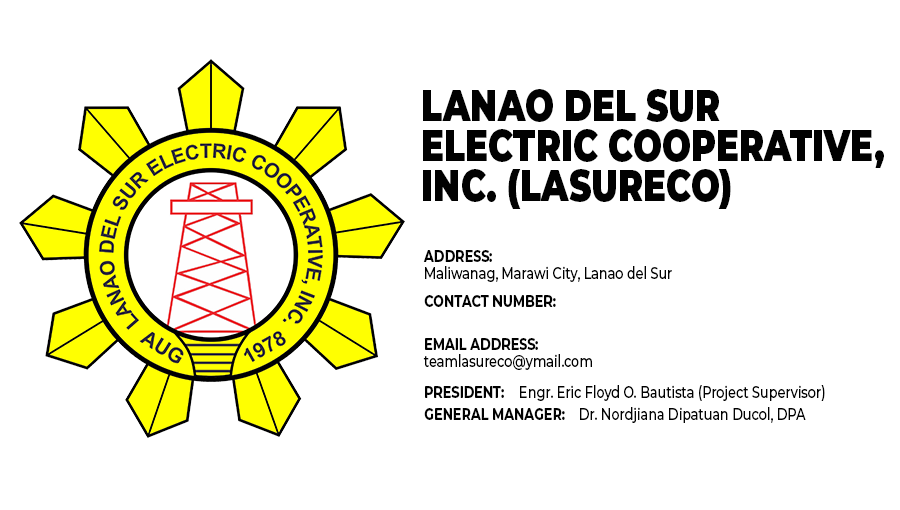 LANAO DEL SUR ELECTRIC COOPERATIVE, INC.
AUG 1978
LANAO DEL SUR
ELECTRIC COOPERATIVE,
INC. (LASURECO)
ADDRESS:
Maliwanag, Marawi City, Lanao del Sur
CONTACT NUMBER:
EMAIL ADDRESS:
teamlasureco@ymail.com
PRESIDENT: Engr. Eric Floyd O. Bautista (Project Supervisor)
GENERAL MANAGER: Dr. Nordjiana Dipatuan Ducol, DPA